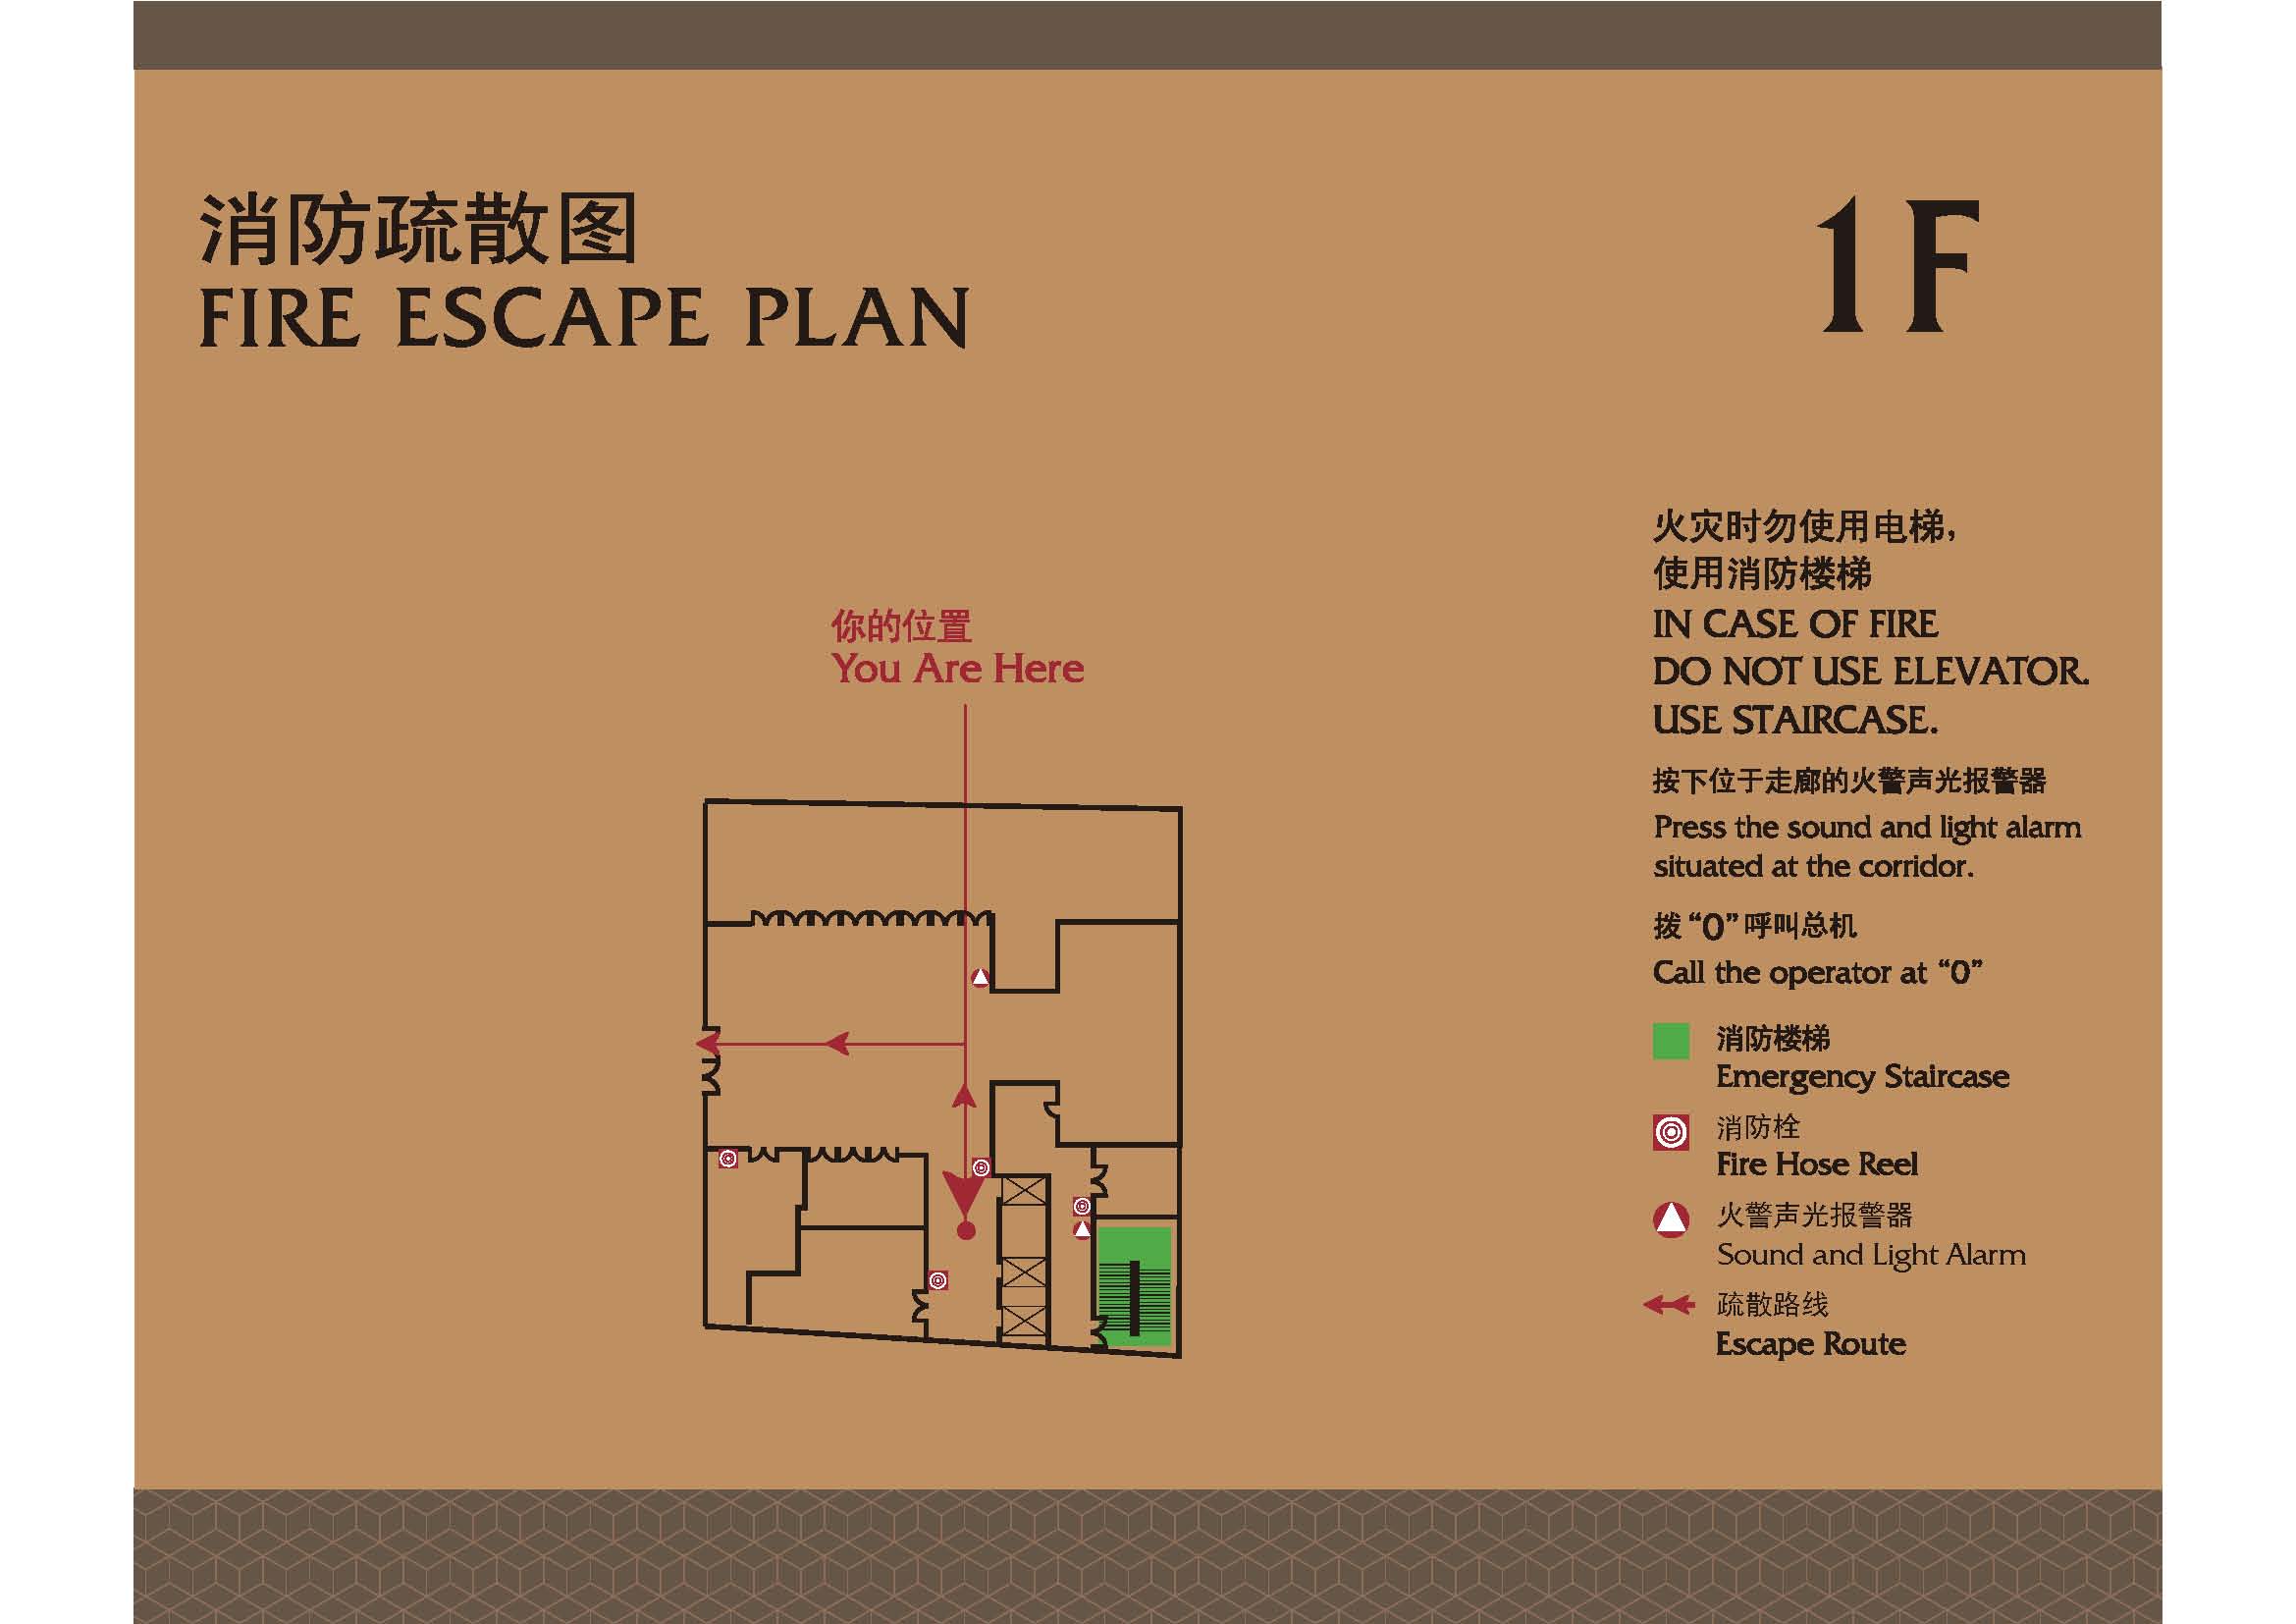 消防疏散图
FIRE ESCAPE PLAN
1F
你的位置
You Are Here
火灾时勿使用电梯,
使用消防楼梯
IN CASE OF FIRE
DO NOT USE ELEVATOR.
USE STAIRCASE.
按下位于走廊的火警声光报警器
Press the sound and light alarm
situated at the corridor.
拨“0”呼叫总机
Call the operator at “0”
消防楼梯
Emergency Staircase
消防栓
Fire Hose Reel
火警声光报警器
Sound and Light Alarm
疏散路线
Escape Route